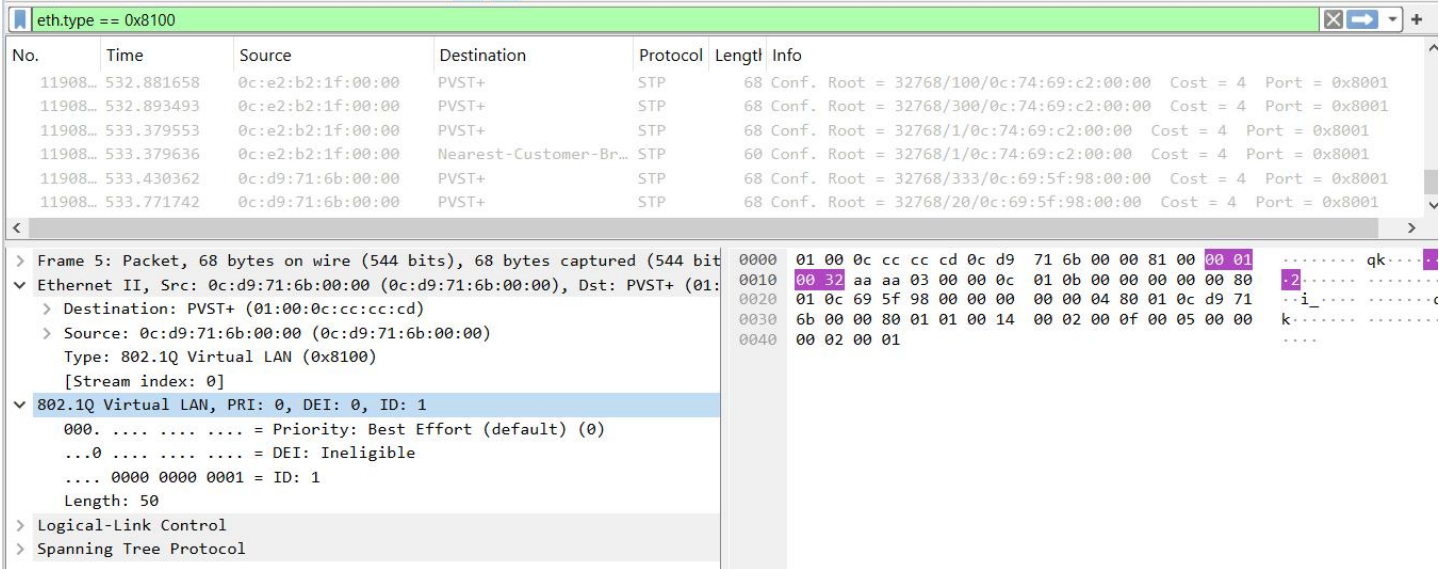 eth.type == 0x8100
No. Time Source Destination Protocol Length Info
11908… 532.881658 0c:e2:b2:1f:00:00 PVST+ STP 68 Conf. Root = 32768/100/0c:74:69:c2:00:00 Cost = 4 Port = 0x8001
11908… 532.893493 0c:e2:b2:1f:00:00 PVST+ STP 68 Conf. Root = 32768/300/0c:74:69:c2:00:00 Cost = 4 Port = 0x8001
11908… 533.379553 0c:e2:b2:1f:00:00 PVST+ STP 68 Conf. Root = 32768/1/0c:74:69:c2:00:00 Cost = 4 Port = 0x8001
11908… 533.379636 0c:e2:b2:1f:00:00 Nearest-Customer-Br… STP 60 Conf. Root = 32768/1/0c:74:69:c2:00:00 Cost = 4 Port = 0x8001
11908… 533.430362 0c:d9:71:6b:00:00 PVST+ STP 68 Conf. Root = 32768/333/0c:69:5f:98:00:00 Cost = 4 Port = 0x8001
11908… 533.771742 0c:d9:71:6b:00:00 PVST+ STP 68 Conf. Root = 32768/20/0c:69:5f:98:00:00 Cost = 4 Port = 0x8001
Frame 5: Packet, 68 bytes on wire (544 bits), 68 bytes captured (544 bit
Ethernet II, Src: 0c:d9:71:6b:00:00 (0c:d9:71:6b:00:00), Dst: PVST+ (01:
Destination: PVST+ (01:00:0c:cc:cc:cd)
Source: 0c:d9:71:6b:00:00 (0c:d9:71:6b:00:00)
Type: 802.1Q Virtual LAN (0x8100)
[Stream index: 0]
802.1Q Virtual LAN, PRI: 0, DEI: 0, ID: 1
000. .... .... .... = Priority: Best Effort (default) (0)
...0 .... .... .... = DEI: Ineligible
.... 0000 0000 0001 = ID: 1
Length: 50
Logical-Link Control
Spanning Tree Protocol
0000 01 00 0c cc cc cd 0c d9 71 6b 00 00 81 00 00 01 ········ qk······
0010 00 32 aa aa 03 00 00 0c 01 0b 00 00 00 00 00 80 ·2······ ········
0020 01 0c 69 5f 98 00 00 00 00 00 04 80 01 0c d9 71 ··i_···· ·······q
0030 6b 00 00 80 01 01 00 14 00 02 00 0f 00 05 00 00 k······· ········
0040 00 02 00 01 ····